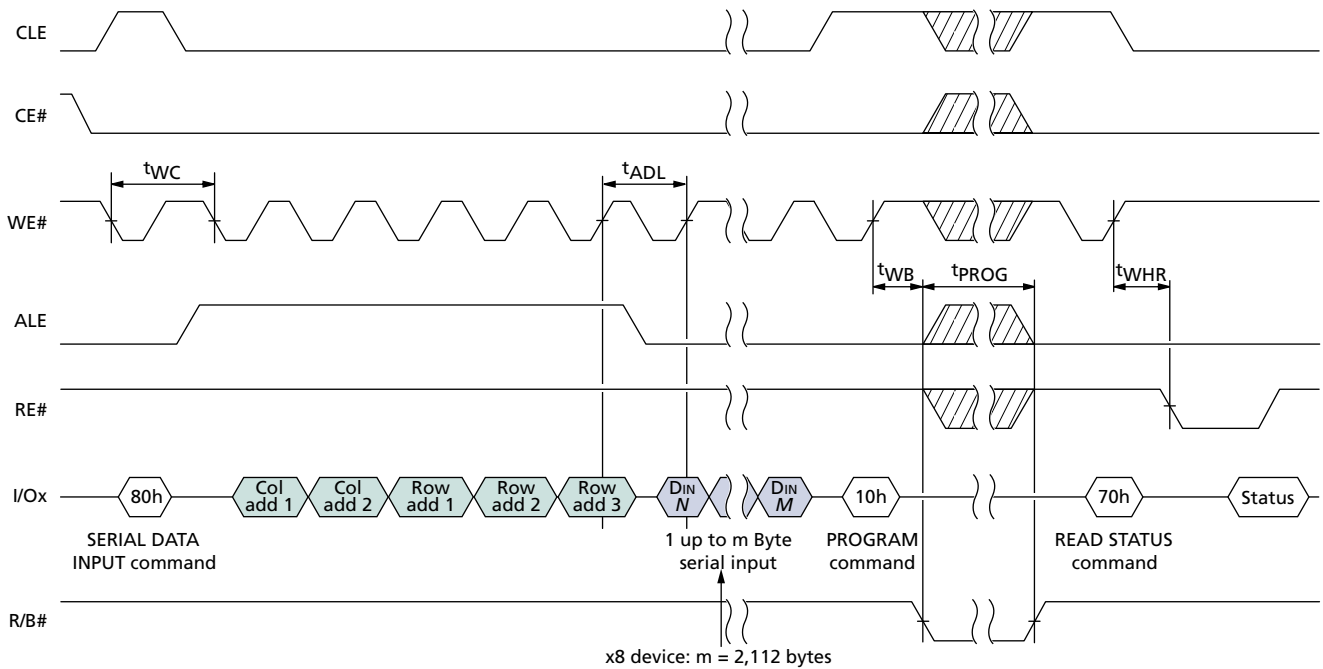 CLE
CE#
tWC
tADL
WE#
tWB
tPROG
tWHR
ALE
RE#
I/Ox
80h
Col
add 1
Col
add 2
Row
add 1
Row
add 2
Row
add 3
DIN
N
DIN
M
10h
70h
Status
SERIAL DATA
INPUT command
1 up to m Byte
serial input
PROGRAM
command
READ STATUS
command
R/B#
x8 device: m = 2,112 bytes